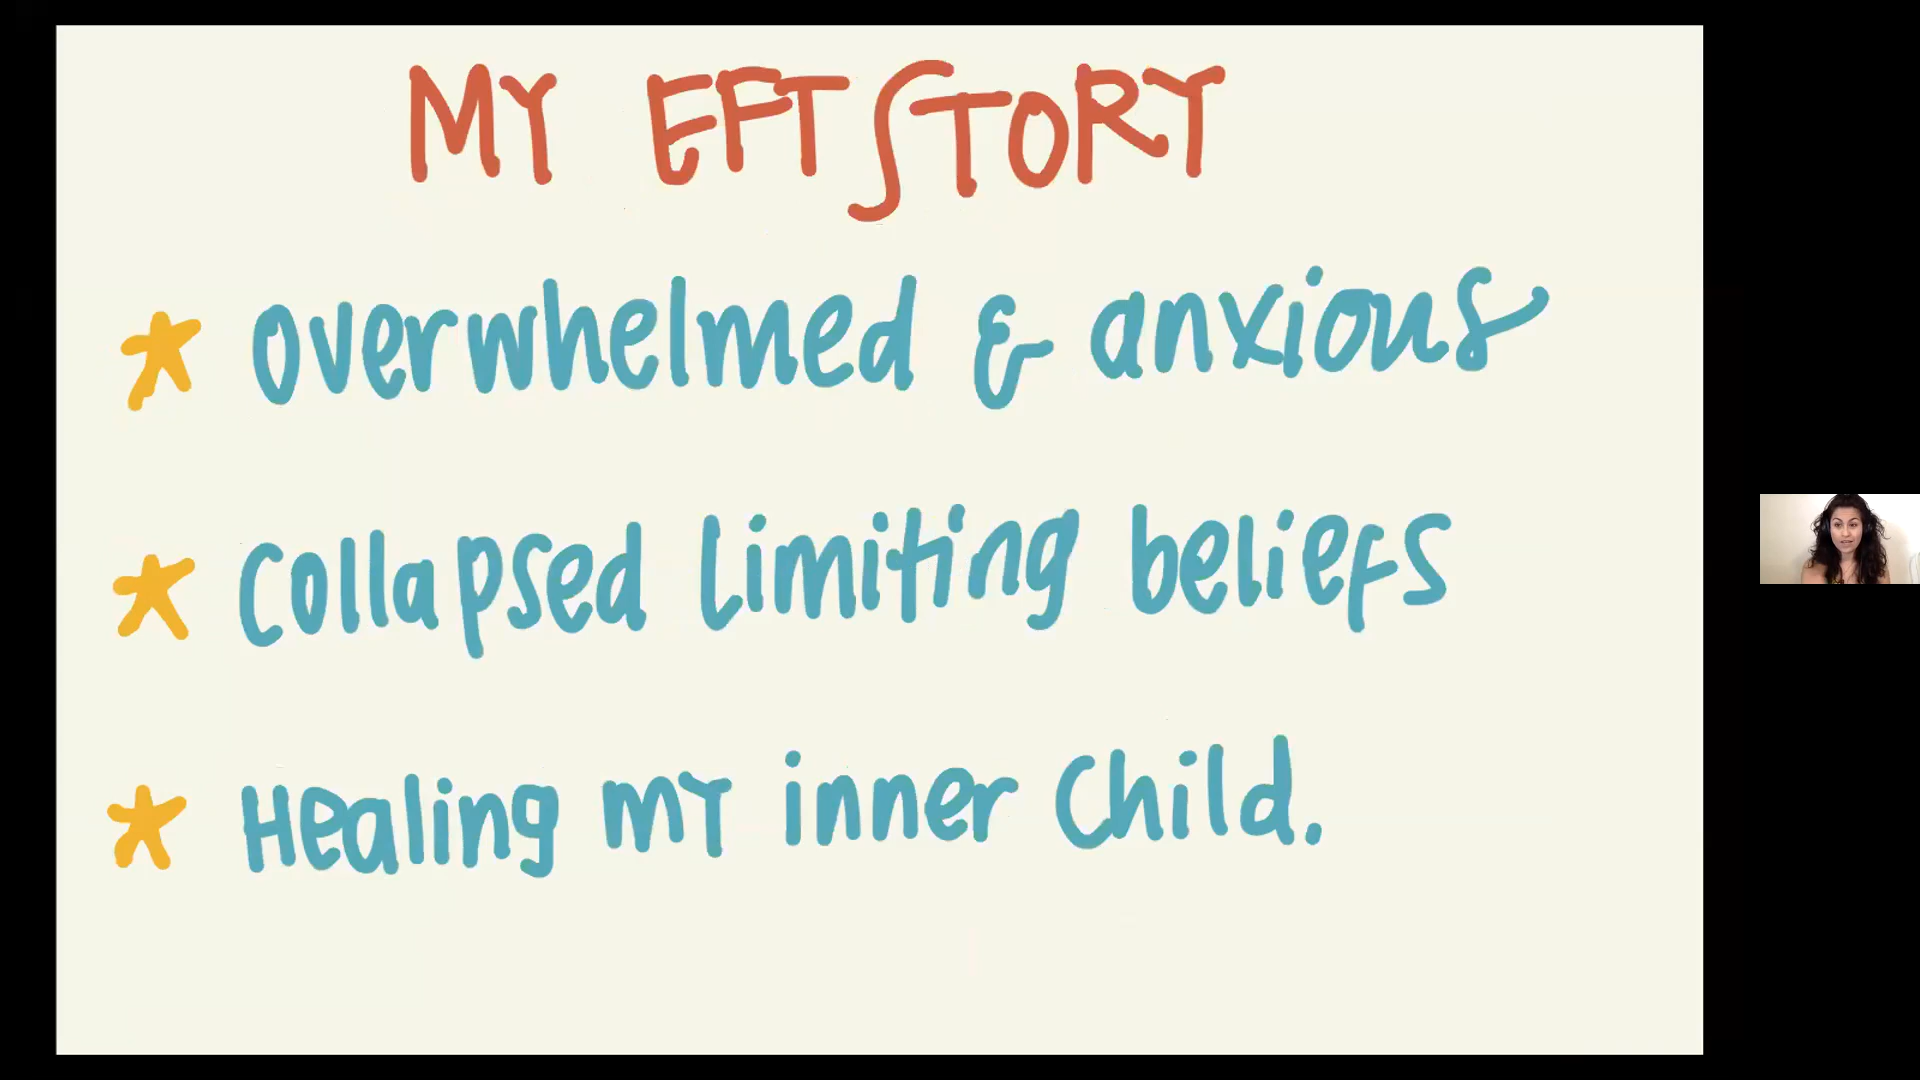 MY EFT STORY
Overwhelmed & anxious
Collapsed Limiting beliefs
Healing my inner Child.